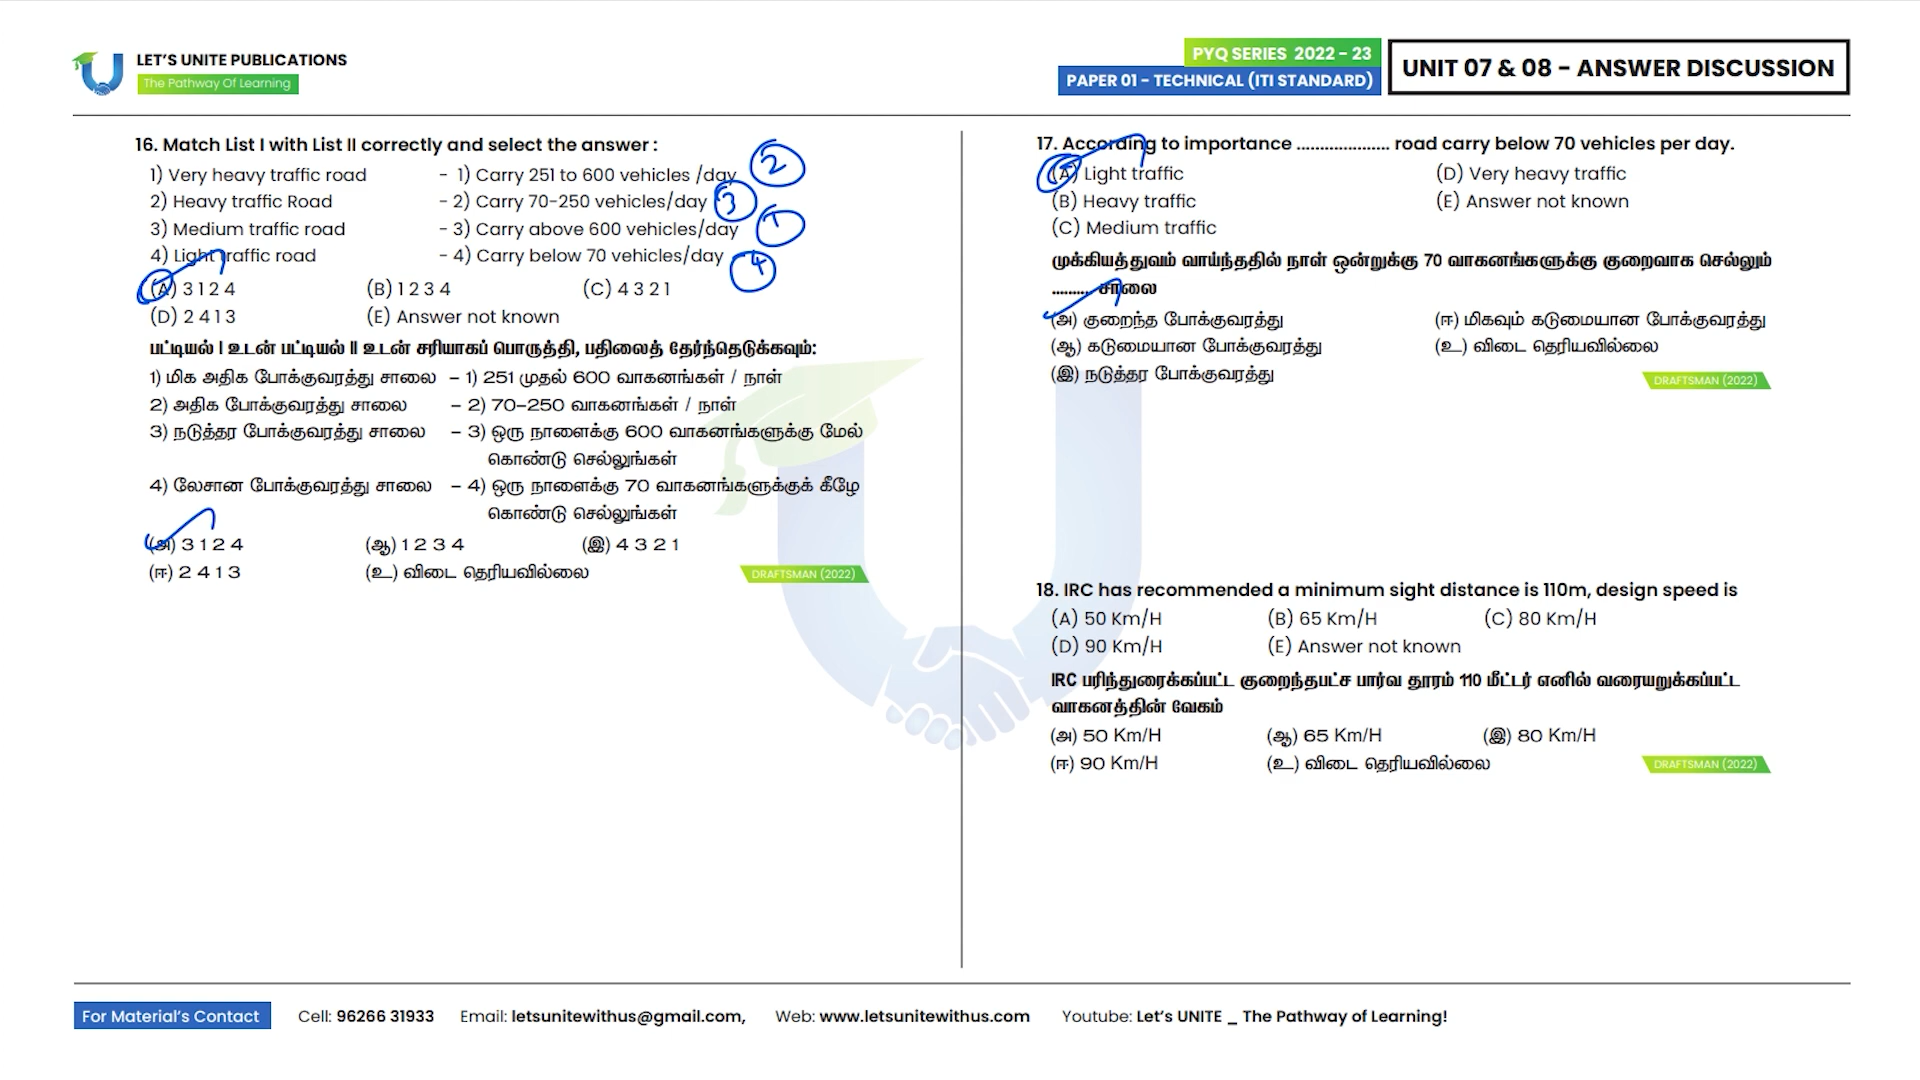 LET'S UNITE PUBLICATIONS
The Pathway Of Learning
PYQ SERIES 2022 - 23
PAPER 01 - TECHNICAL (ITI STANDARD)
UNIT 07 & 08 - ANSWER DISCUSSION
16. Match List I with List II correctly and select the answer :
1) Very heavy traffic road - 1) Carry 251 to 600 vehicles /day 2
2) Heavy traffic Road - 2) Carry 70-250 vehicles/day 3
3) Medium traffic road - 3) Carry above 600 vehicles/day 1
4) Light traffic road - 4) Carry below 70 vehicles/day 4
(A) 3 1 2 4 (B) 1 2 3 4 (C) 4 3 2 1
(D) 2 4 1 3 (E) Answer not known
பட்டியல் I உடன் பட்டியல் II உடன் சரியாகப் பொருத்தி, பதிலைத் தேர்ந்தெடுக்கவும்:
1) மிக அதிக போக்குவரத்து சாலை – 1) 251 முதல் 600 வாகனங்கள் / நாள்
2) அதிக போக்குவரத்து சாலை – 2) 70–250 வாகனங்கள் / நாள்
3) நடுத்தர போக்குவரத்து சாலை – 3) ஒரு நாளைக்கு 600 வாகனங்களுக்கு மேல்
கொண்டு செல்லுங்கள்
4) லேசான போக்குவரத்து சாலை – 4) ஒரு நாளைக்கு 70 வாகனங்களுக்குக் கீழே
கொண்டு செல்லுங்கள்
(அ) 3 1 2 4 (ஆ) 1 2 3 4 (இ) 4 3 2 1
(ஈ) 2 4 1 3 (உ) விடை தெரியவில்லை
DRAFTSMAN (2022)
17. According to importance .................... road carry below 70 vehicles per day.
(A) Light traffic (D) Very heavy traffic
(B) Heavy traffic (E) Answer not known
(C) Medium traffic
முக்கியத்துவம் வாய்ந்ததில் நாள் ஒன்றுக்கு 70 வாகனங்களுக்கு குறைவாக செல்லும்
.......... சாலை
(அ) குறைந்த போக்குவரத்து (ஈ) மிகவும் கடுமையான போக்குவரத்து
(ஆ) கடுமையான போக்குவரத்து (உ) விடை தெரியவில்லை
(இ) நடுத்தர போக்குவரத்து
DRAFTSMAN (2022)
18. IRC has recommended a minimum sight distance is 110m, design speed is
(A) 50 Km/H (B) 65 Km/H (C) 80 Km/H
(D) 90 Km/H (E) Answer not known
IRC பரிந்துரைக்கப்பட்ட குறைந்தபட்ச பார்வ தூரம் 110 மீட்டர் எனில் வரையறுக்கப்பட்ட
வாகனத்தின் வேகம்
(அ) 50 Km/H (ஆ) 65 Km/H (இ) 80 Km/H
(ஈ) 90 Km/H (உ) விடை தெரியவில்லை
DRAFTSMAN (2022)
For Material's Contact Cell: 96266 31933 Email: letsunitewithus@gmail.com, Web: www.letsunitewithus.com Youtube: Let's UNITE _ The Pathway of Learning!